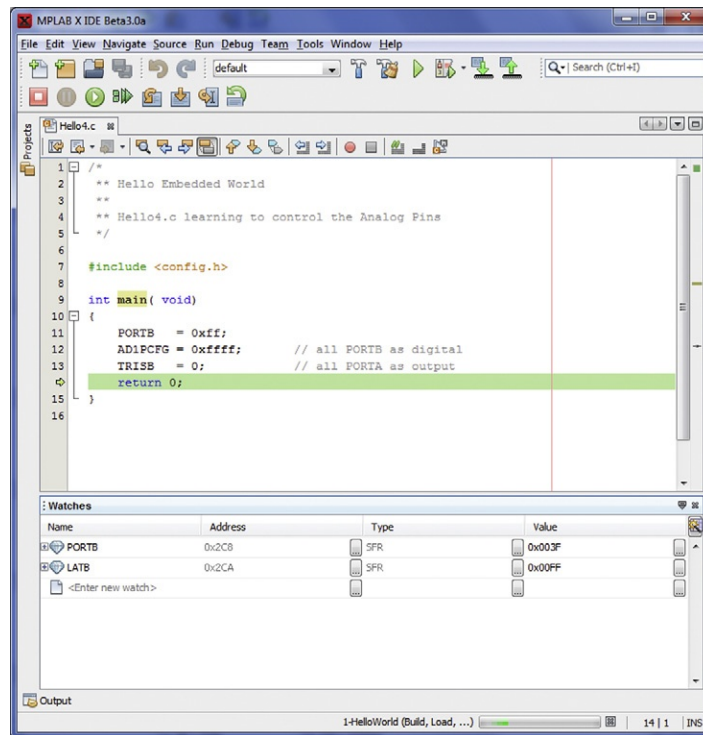 MPLAB X IDE Beta3.0a
File Edit View Navigate Source Run Debug Team Tools Window Help
default
Search (Ctrl+I)
Projects
Hello4.c
1 /*
2 ** Hello Embedded World
3 **
4 ** Hello4.c learning to control the Analog Pins
5 */
6
7 #include <config.h>
8
9 int main( void)
10 {
11 PORTB = 0xff;
12 AD1PCFG = 0xffff; // all PORTB as digital
13 TRISB = 0; // all PORTA as output
return 0;
15 }
16
Watches
Name Address Type Value
PORTB 0x2C8 ... SFR ... 0x003F ...
LATB 0x2CA ... SFR ... 0x00FF ...
<Enter new watch> ... ... ...
Output
1-HelloWorld (Build, Load, ...) 14 | 1 INS